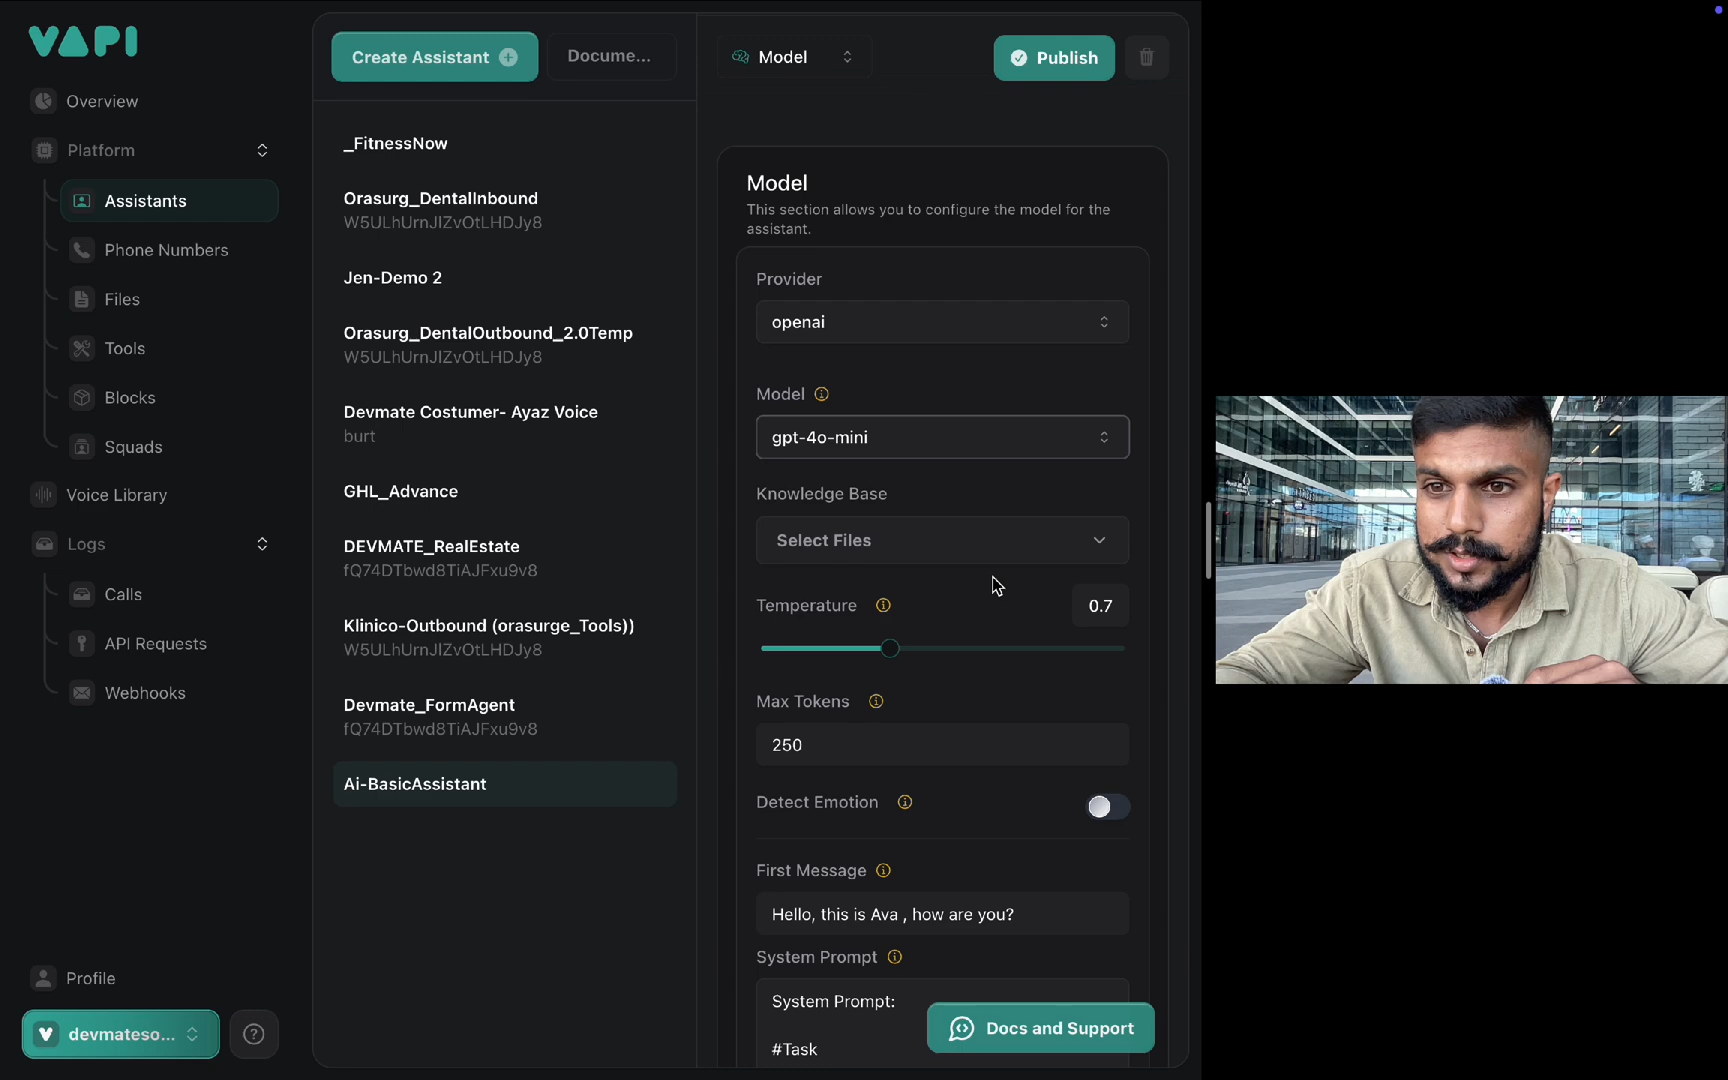 VAPI
Overview
Platform
Assistants
Phone Numbers
Files
Tools
Blocks
Squads
Voice Library
Logs
Calls
API Requests
Webhooks
Profile
devmateso...
Create Assistant
Docume...
_FitnessNow
Orasurg_DentalInbound
W5ULhUrnJIZvOtLHDJy8
Jen-Demo 2
Orasurg_DentalOutbound_2.0Temp
W5ULhUrnJIZvOtLHDJy8
Devmate Costumer- Ayaz Voice
burt
GHL_Advance
DEVMATE_RealEstate
fQ74DTbwd8TiAJFxu9v8
Klinico-Outbound (orasurge_Tools))
W5ULhUrnJIZvOtLHDJy8
Devmate_FormAgent
fQ74DTbwd8TiAJFxu9v8
Ai-BasicAssistant
Model
Publish
Model
This section allows you to configure the model for the
assistant.
Provider
openai
Model
gpt-4o-mini
Knowledge Base
Select Files
Temperature
0.7
Max Tokens
250
Detect Emotion
First Message
Hello, this is Ava , how are you?
System Prompt
System Prompt:
#Task
Docs and Support